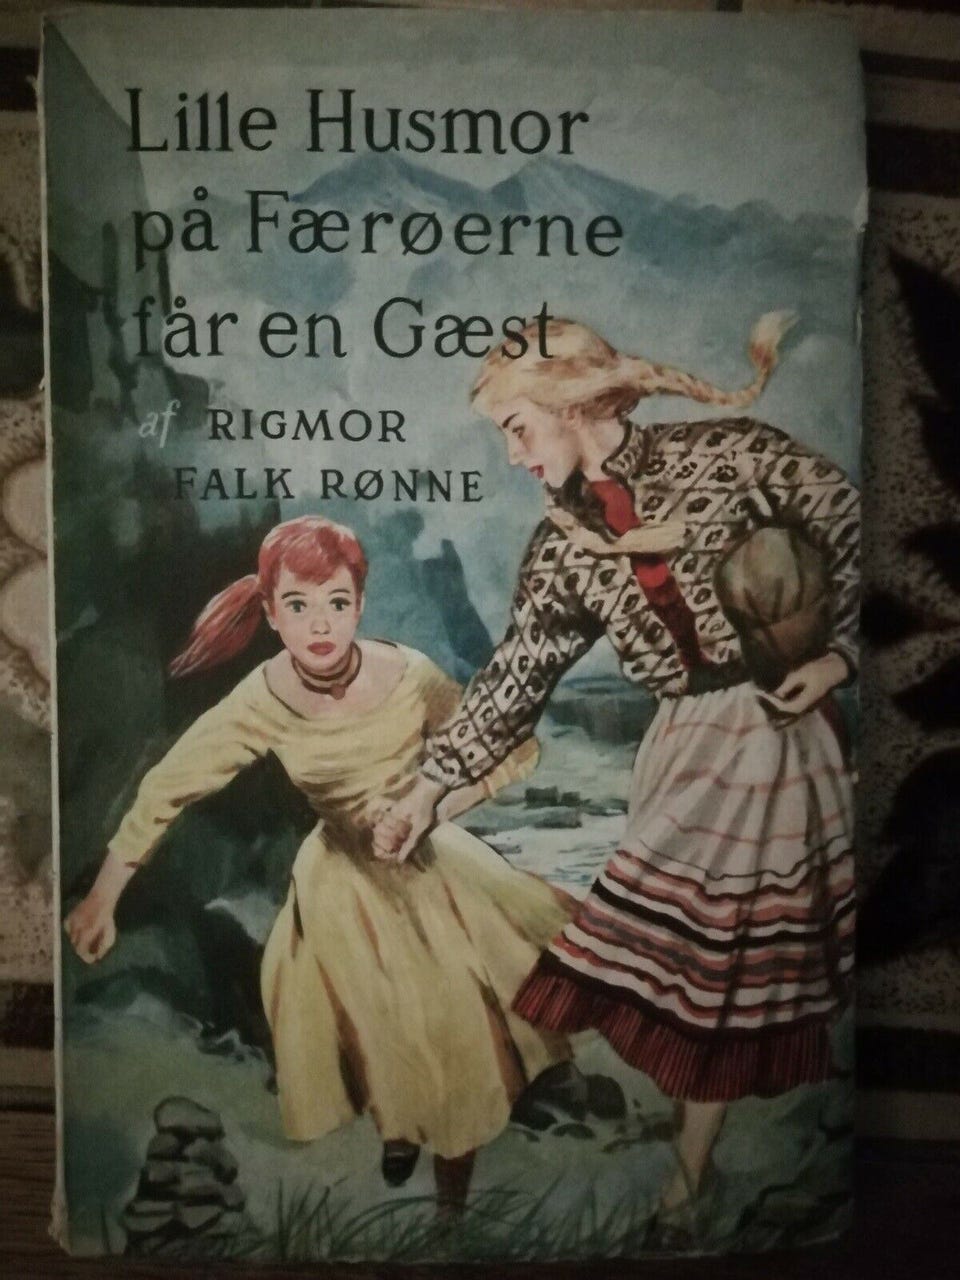 Lille Husmor
på Færøerne
får en Gæst
af RIGMOR
FALK RØNNE